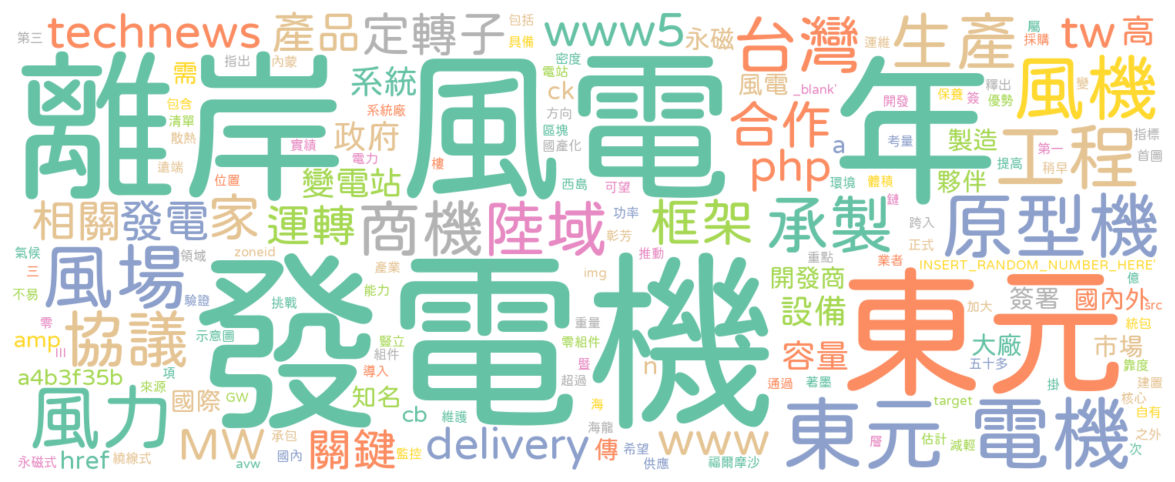 第三 technews 產品 定轉子 包括 具備 www5 永磁 台灣 運維 生產 屬 採購 tw 高
指出 內蒙 需 系統 電站 密度 ck 風電 _blank' 開發 保養 簽 釋出 優勢 風機 變
離岸 風電 年
包含 清單 散熱 系統廠 方向 區塊 國產化 合作 a 考量 製造 工程 指標 首圖
遠端 實績 政府 電力 樓 php 第一 提高 稍早
位置 變電站 西島 可望 環境 體積 鏈 夥伴
相關 發電 家 運轉 商機 陸域 功率 彰芳 框架 承製 跨入 正式 原型機
氣候 風場 領域 zoneid 推動 重點 業者 INSERT_RANDOM_NUMBER_HERE'
三 不易 驗證 挑戰 產業 能力 img 開發商 設備 加大 簽署 國內外 億 src
發電機 東元
零 協議 示意圖 豎立 組件 重量 零組件 暨 統包
amp III 導入 超過 n 容量 大廠 市場 靠度
a4b3f35b 來源 項 GW 知名 通過 著墨 五十多 掛 建置
風力 國際 cb 維護 海 海龍 東元 target 電機 核心 自有
永磁式 href 繞線式 MW avw 承包 國內 關鍵 監控 delivery 傳 希望 供應 www 福爾摩沙 層 估計 減輕 之外 次